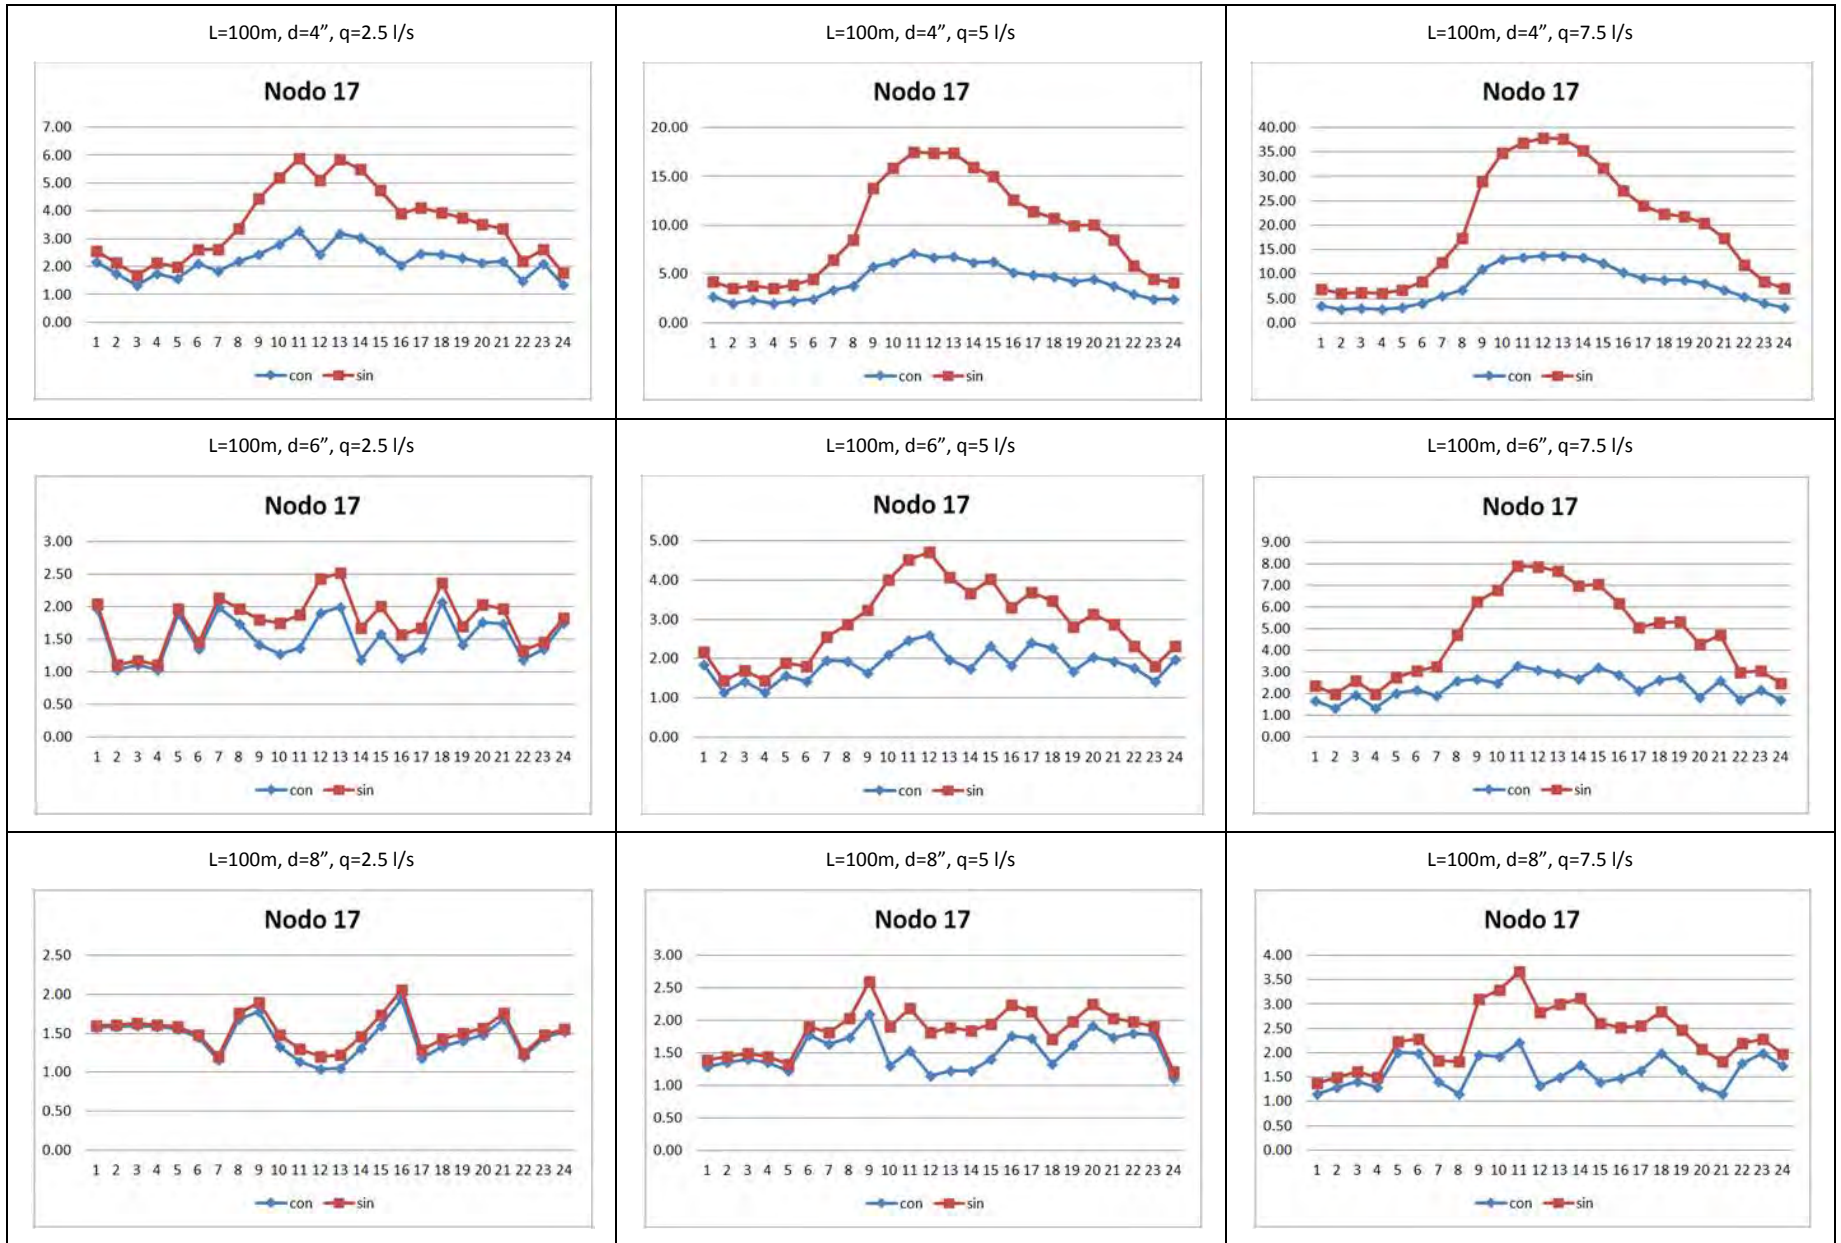 L=100m, d=4”, q=2.5 l/s
Nodo 17
7.00
6.00
5.00
4.00
3.00
2.00
1.00
0.00
1 2 3 4 5 6 7 8 9 10 11 12 13 14 15 16 17 18 19 20 21 22 23 24
con sin
L=100m, d=4”, q=5 l/s
Nodo 17
20.00
15.00
10.00
5.00
0.00
1 2 3 4 5 6 7 8 9 10 11 12 13 14 15 16 17 18 19 20 21 22 23 24
con sin
L=100m, d=4”, q=7.5 l/s
Nodo 17
40.00
35.00
30.00
25.00
20.00
15.00
10.00
5.00
0.00
1 2 3 4 5 6 7 8 9 10 11 12 13 14 15 16 17 18 19 20 21 22 23 24
con sin
L=100m, d=6”, q=2.5 l/s
Nodo 17
3.00
2.50
2.00
1.50
1.00
0.50
0.00
1 2 3 4 5 6 7 8 9 10 11 12 13 14 15 16 17 18 19 20 21 22 23 24
con sin
L=100m, d=6”, q=5 l/s
Nodo 17
5.00
4.00
3.00
2.00
1.00
0.00
1 2 3 4 5 6 7 8 9 10 11 12 13 14 15 16 17 18 19 20 21 22 23 24
con sin
L=100m, d=6”, q=7.5 l/s
Nodo 17
9.00
8.00
7.00
6.00
5.00
4.00
3.00
2.00
1.00
0.00
1 2 3 4 5 6 7 8 9 10 11 12 13 14 15 16 17 18 19 20 21 22 23 24
con sin
L=100m, d=8”, q=2.5 l/s
Nodo 17
2.50
2.00
1.50
1.00
0.50
0.00
1 2 3 4 5 6 7 8 9 10 11 12 13 14 15 16 17 18 19 20 21 22 23 24
con sin
L=100m, d=8”, q=5 l/s
Nodo 17
3.00
2.50
2.00
1.50
1.00
0.50
0.00
1 2 3 4 5 6 7 8 9 10 11 12 13 14 15 16 17 18 19 20 21 22 23 24
con sin
L=100m, d=8”, q=7.5 l/s
Nodo 17
4.00
3.50
3.00
2.50
2.00
1.50
1.00
0.50
0.00
1 2 3 4 5 6 7 8 9 10 11 12 13 14 15 16 17 18 19 20 21 22 23 24
con sin